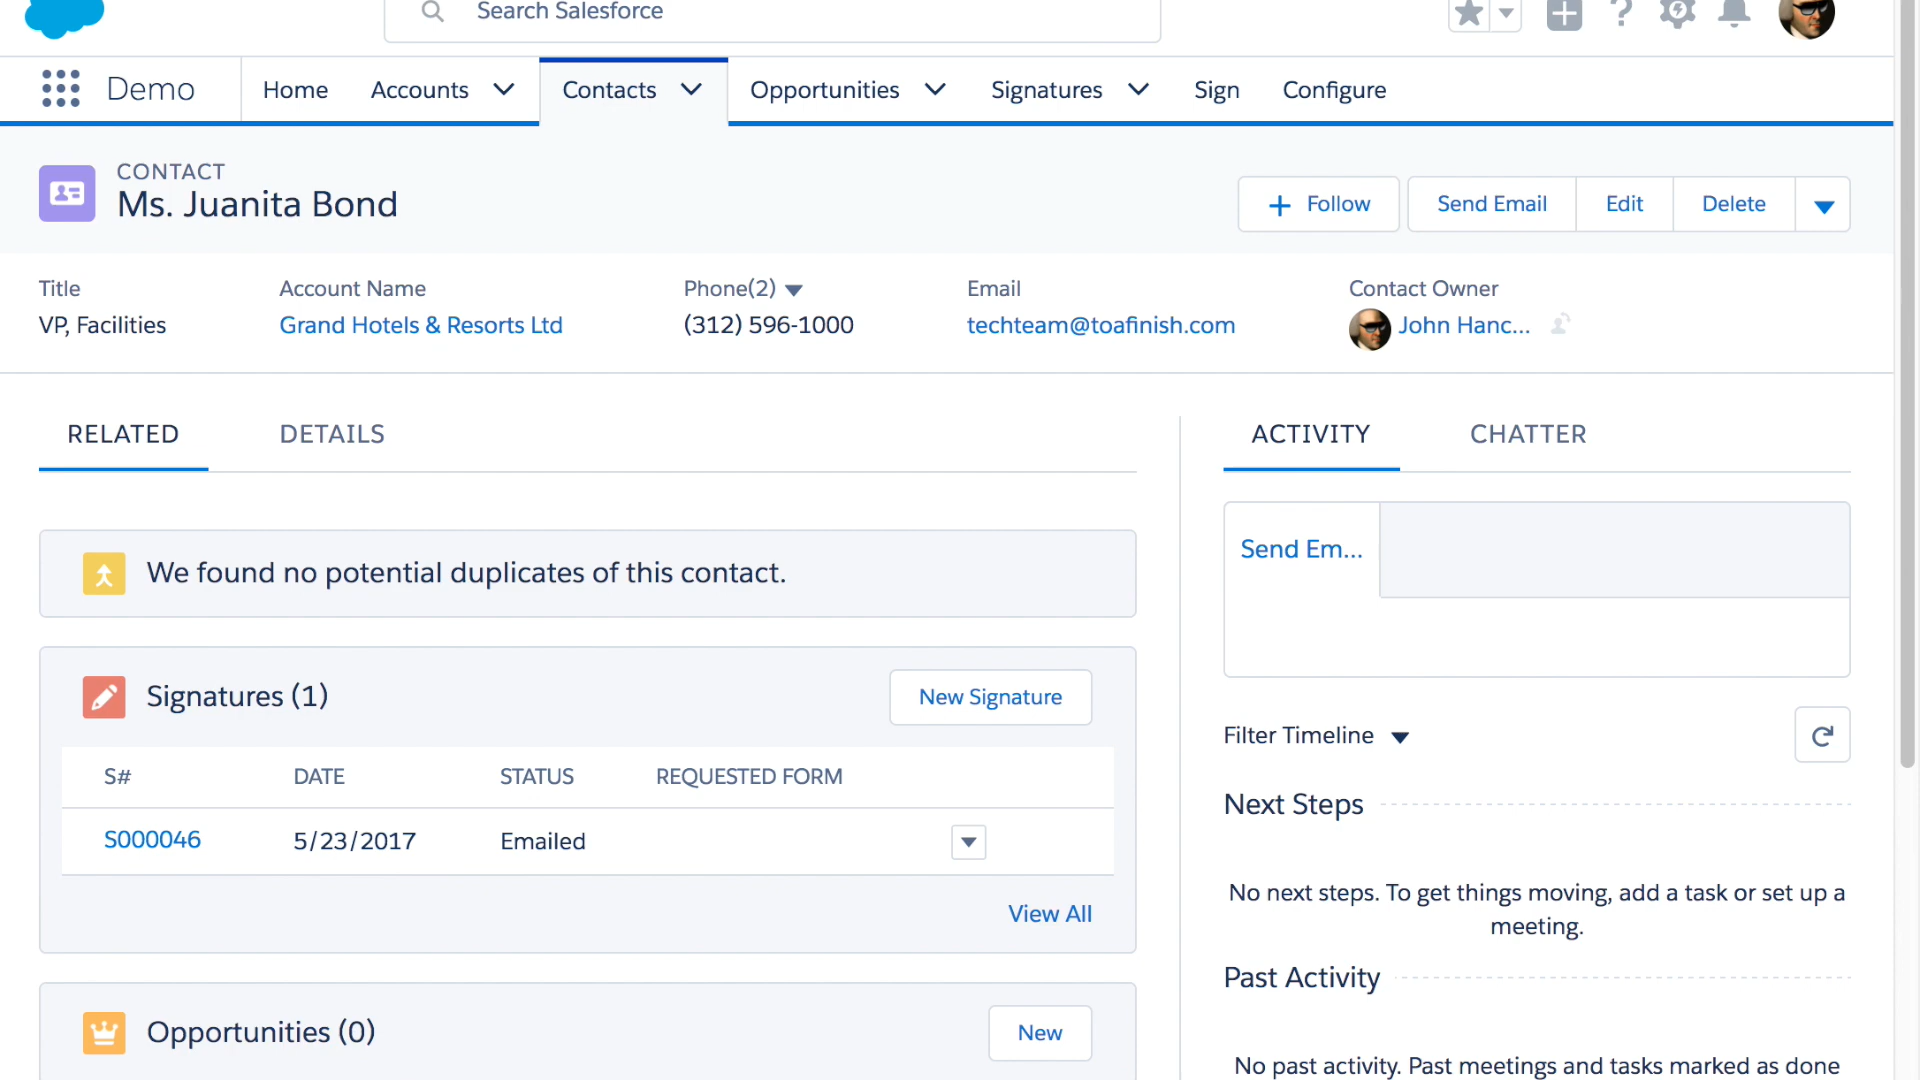 Search Salesforce
Demo
Home
Accounts
Contacts
Opportunities
Signatures
Sign
Configure
CONTACT
Ms. Juanita Bond
Follow
Send Email
Edit
Delete
Title
Account Name
Phone(2)
Email
Contact Owner
VP, Facilities
Grand Hotels & Resorts Ltd
(312) 596-1000
techteam@toafinish.com
John Hanc...
RELATED
DETAILS
ACTIVITY
CHATTER
We found no potential duplicates of this contact.
Send Em...
Signatures (1)
New Signature
S#
DATE
STATUS
REQUESTED FORM
S000046
5/23/2017
Emailed
View All
Opportunities (0)
New
Filter Timeline
Next Steps
No next steps. To get things moving, add a task or set up a
meeting.
Past Activity
No past activity. Past meetings and tasks marked as done